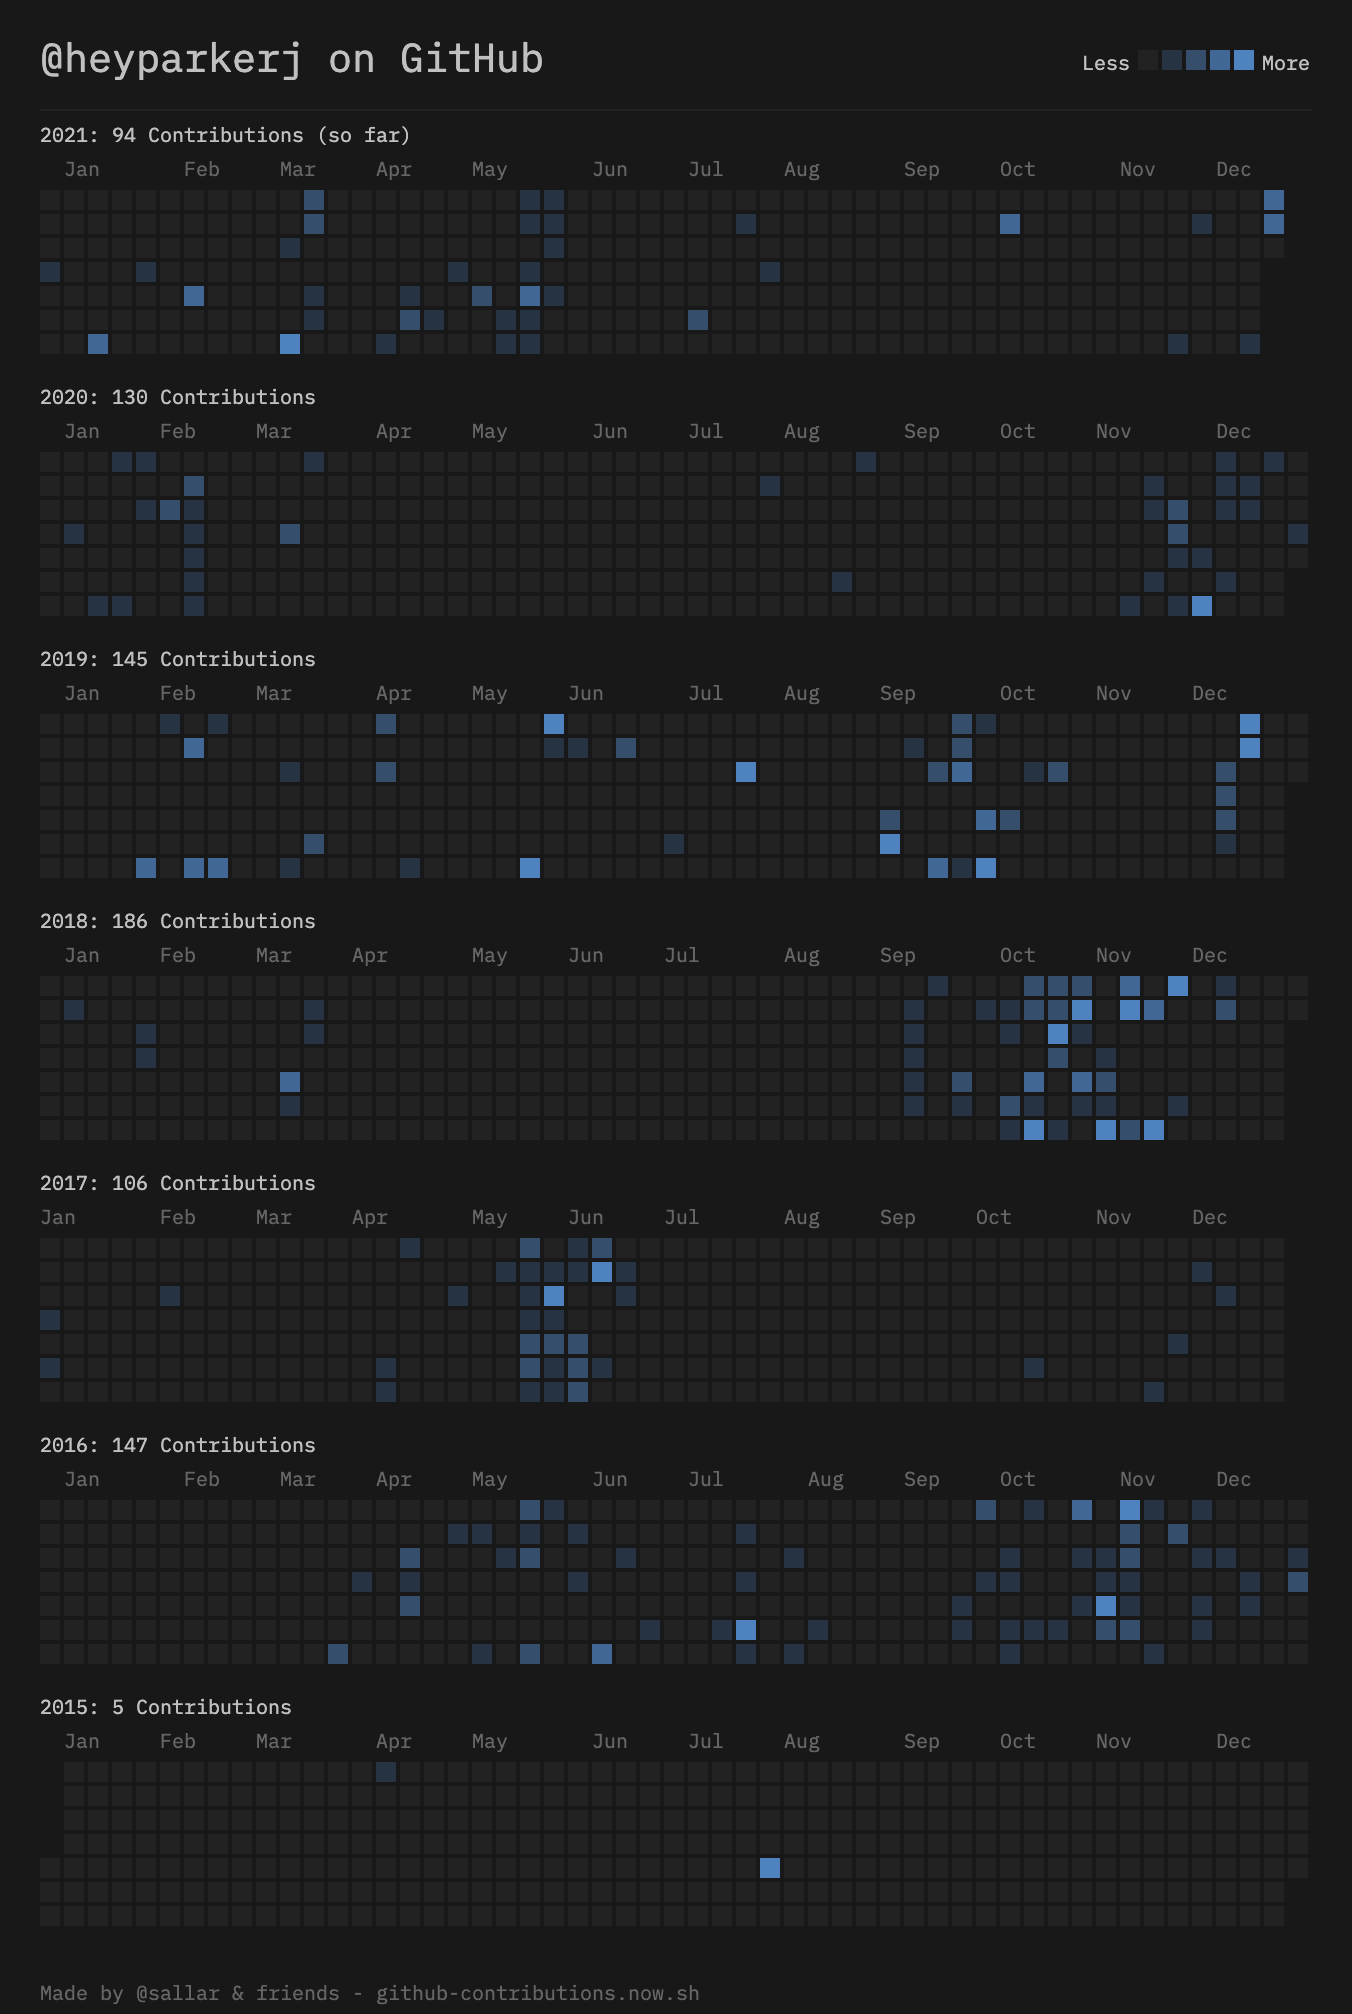 @heyparkerj on GitHub
Less More
2021: 94 Contributions (so far)
Jan Feb Mar Apr May Jun Jul Aug Sep Oct Nov Dec
2020: 130 Contributions
Jan Feb Mar Apr May Jun Jul Aug Sep Oct Nov Dec
2019: 145 Contributions
Jan Feb Mar Apr May Jun Jul Aug Sep Oct Nov Dec
2018: 186 Contributions
Jan Feb Mar Apr May Jun Jul Aug Sep Oct Nov Dec
2017: 106 Contributions
Jan Feb Mar Apr May Jun Jul Aug Sep Oct Nov Dec
2016: 147 Contributions
Jan Feb Mar Apr May Jun Jul Aug Sep Oct Nov Dec
2015: 5 Contributions
Jan Feb Mar Apr May Jun Jul Aug Sep Oct Nov Dec
Made by @sallar & friends - github-contributions.now.sh